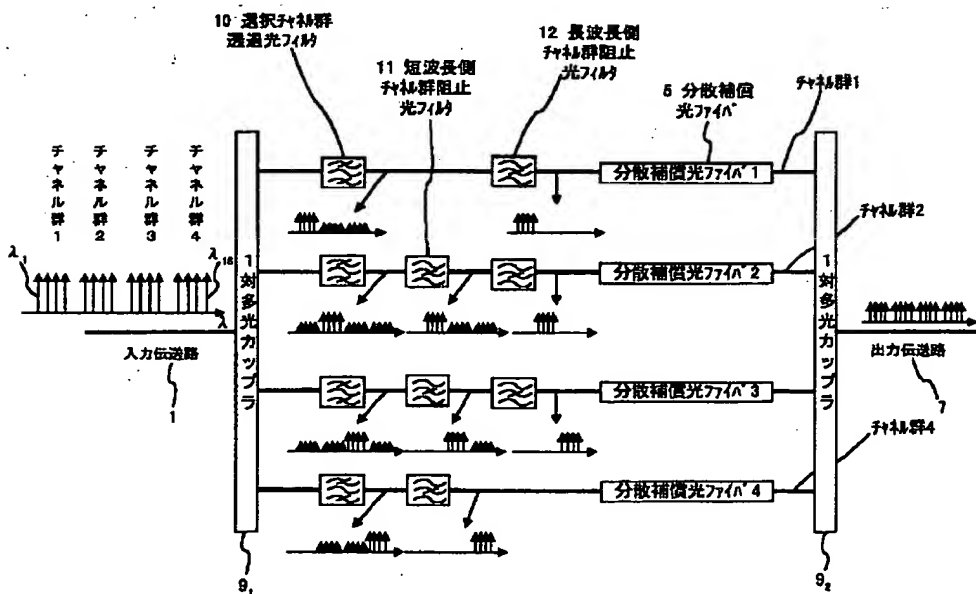 10 選択チャネル群
透過光フィルタ
11 短波長側
チャネル群阻止
光フィルタ
12 長波長側
チャネル群阻止
光フィルタ
5 分散補償
光ファイバ
チャネル群1
チャネル群1
チャネル群2
チャネル群3
チャネル群4
λ1
λ16
λ
入力伝送路
1
1対多光カップラ
9₁
分散補償光ファイバ1
分散補償光ファイバ2
分散補償光ファイバ3
分散補償光ファイバ4
チャネル群2
チャネル群4
1対多光カップラ
9₂
出力伝送路
7